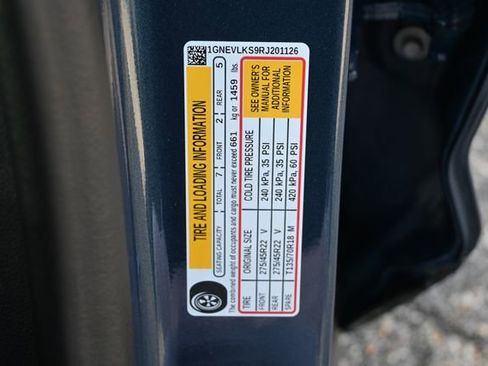 1GNEVLKS9RJ201126
TIRE AND LOADING INFORMATION
SEATING CAPACITY TOTAL 7 FRONT 2 REAR 5
The combined weight of occupants and cargo must never exceed 661 kg or 1459 lbs.
TIRE ORIGINAL SIZE COLD TIRE PRESSURE
FRONT 275/45R22 V 240 kPa, 35 PSI
REAR 275/45R22 V 240 kPa, 35 PSI
SPARE T135/70R18 M 420 kPa, 60 PSI
SEE OWNER'S
MANUAL FOR
ADDITIONAL
INFORMATION